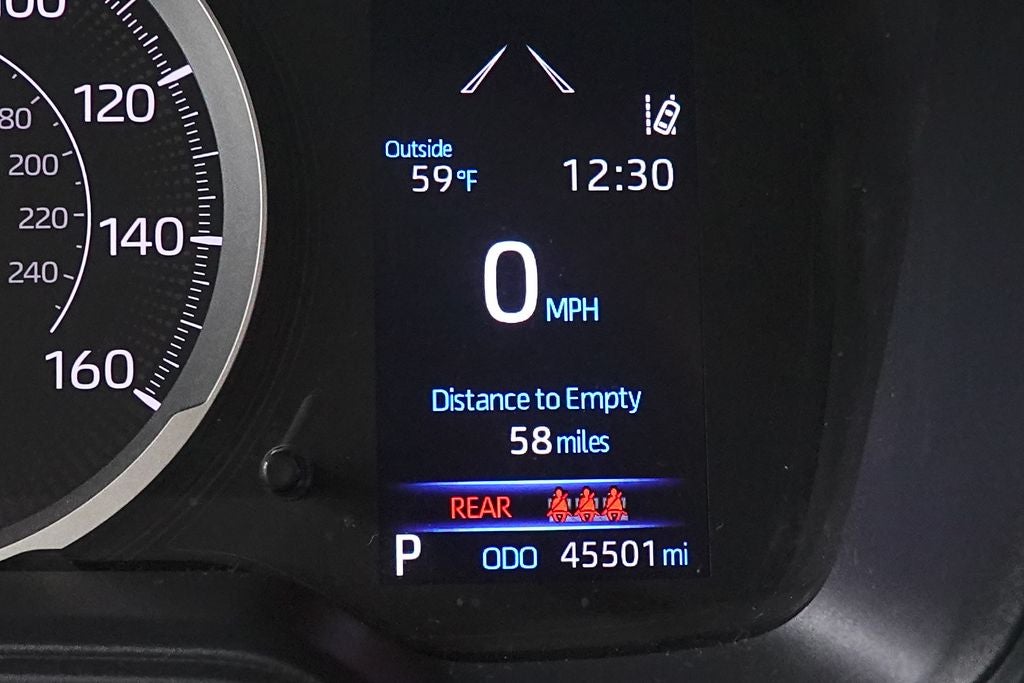 120
140
160
80
200
220
240
Outside
59°F
12:30
0 MPH
Distance to Empty
58 miles
REAR
P ODO 45501 mi